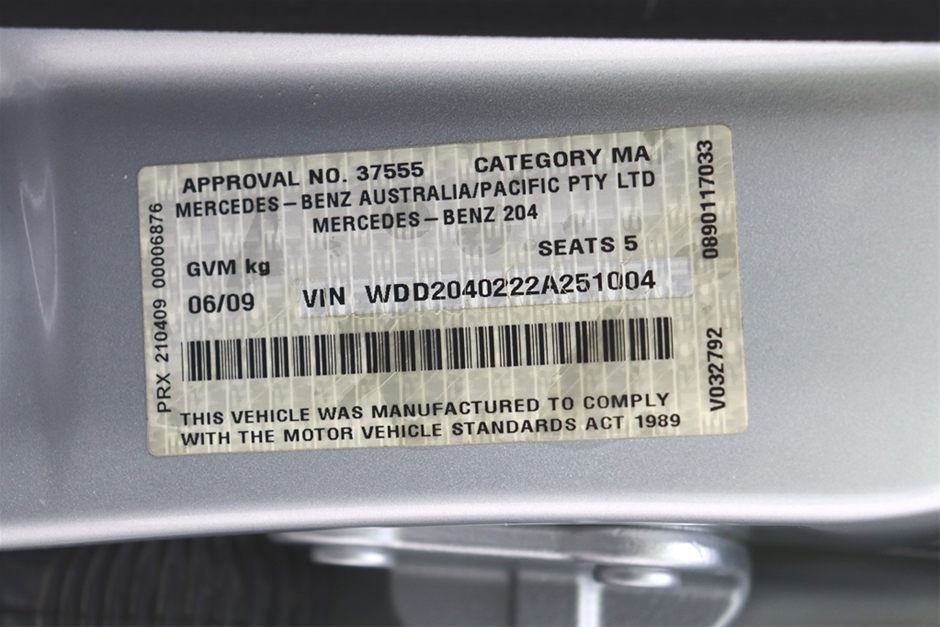 APPROVAL NO. 37555 CATEGORY MA
MERCEDES-BENZ AUSTRALIA/PACIFIC PTY LTD
MERCEDES-BENZ 204
SEATS 5
GVM kg
06/09 VIN WDD2040222A251004
THIS VEHICLE WAS MANUFACTURED TO COMPLY
WITH THE MOTOR VEHICLE STANDARDS ACT 1989
PRX 210409 00006876
0890117033
V032792